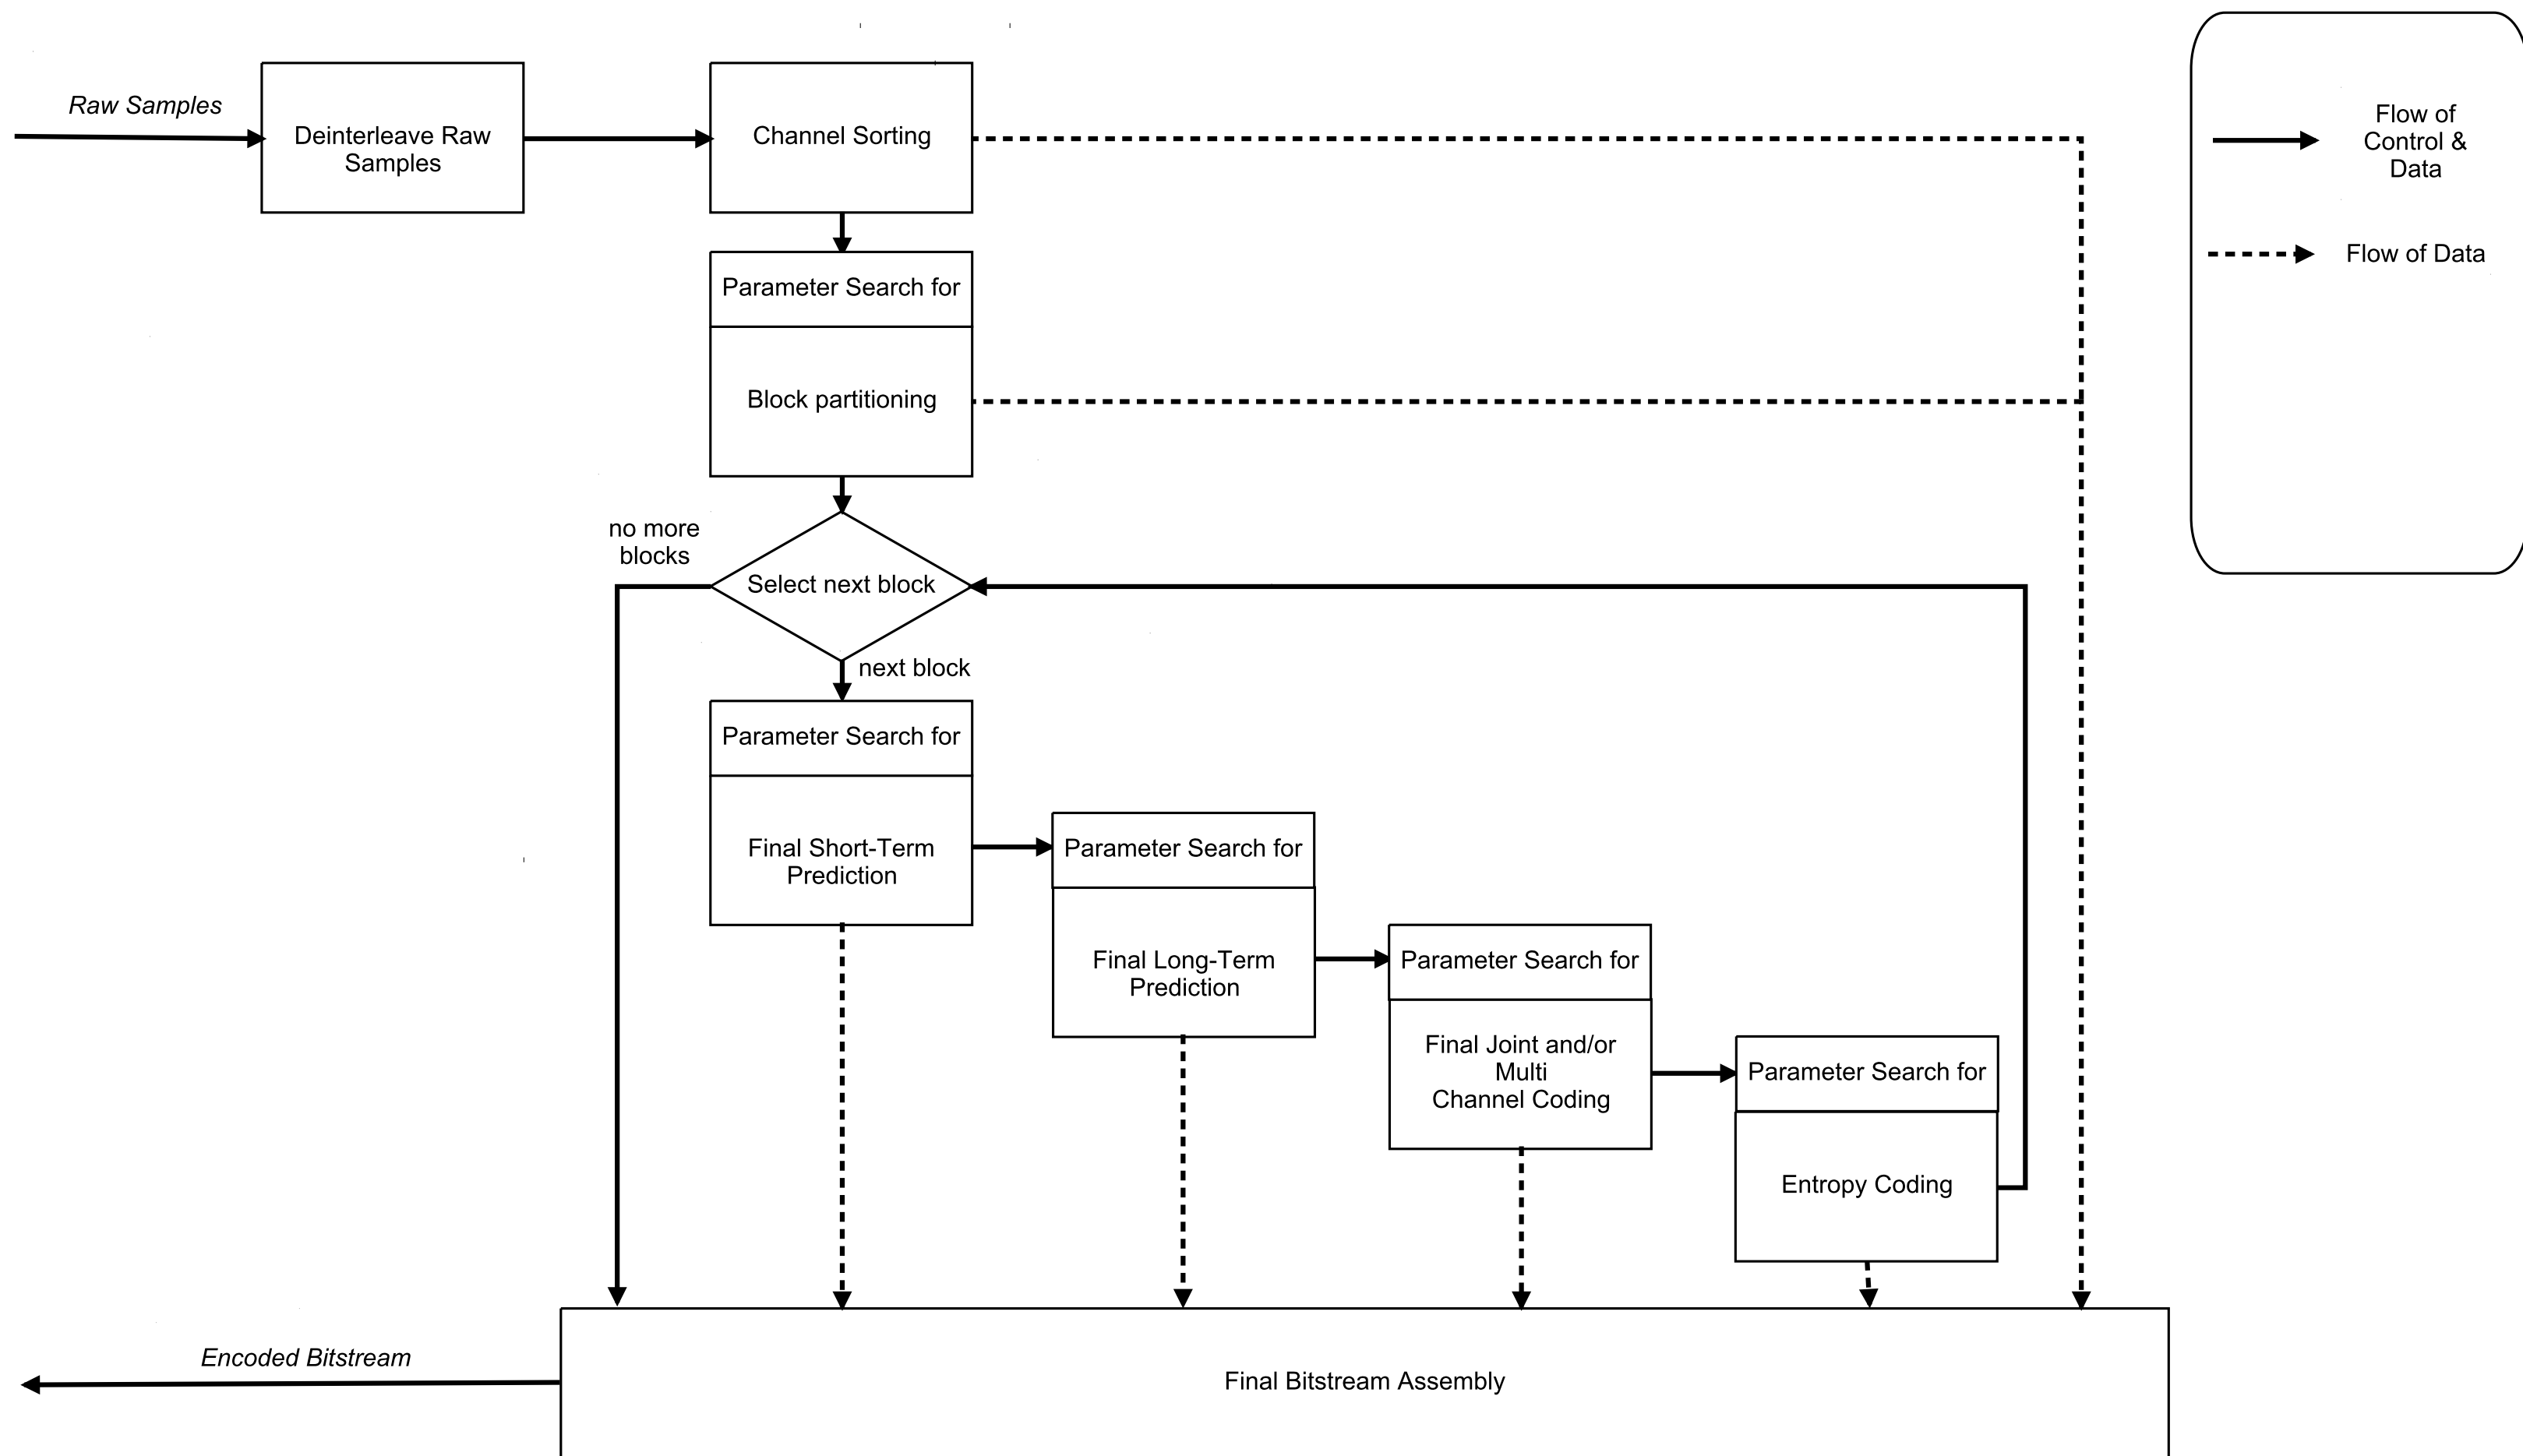 Raw Samples
Deinterleave Raw
Samples
Channel Sorting
Flow of
Control &
Data
Flow of Data
Parameter Search for
Block partitioning
no more
blocks
Select next block
next block
Parameter Search for
Final Short-Term
Prediction
Parameter Search for
Final Long-Term
Prediction
Parameter Search for
Final Joint and/or
Multi
Channel Coding
Parameter Search for
Entropy Coding
Encoded Bitstream
Final Bitstream Assembly